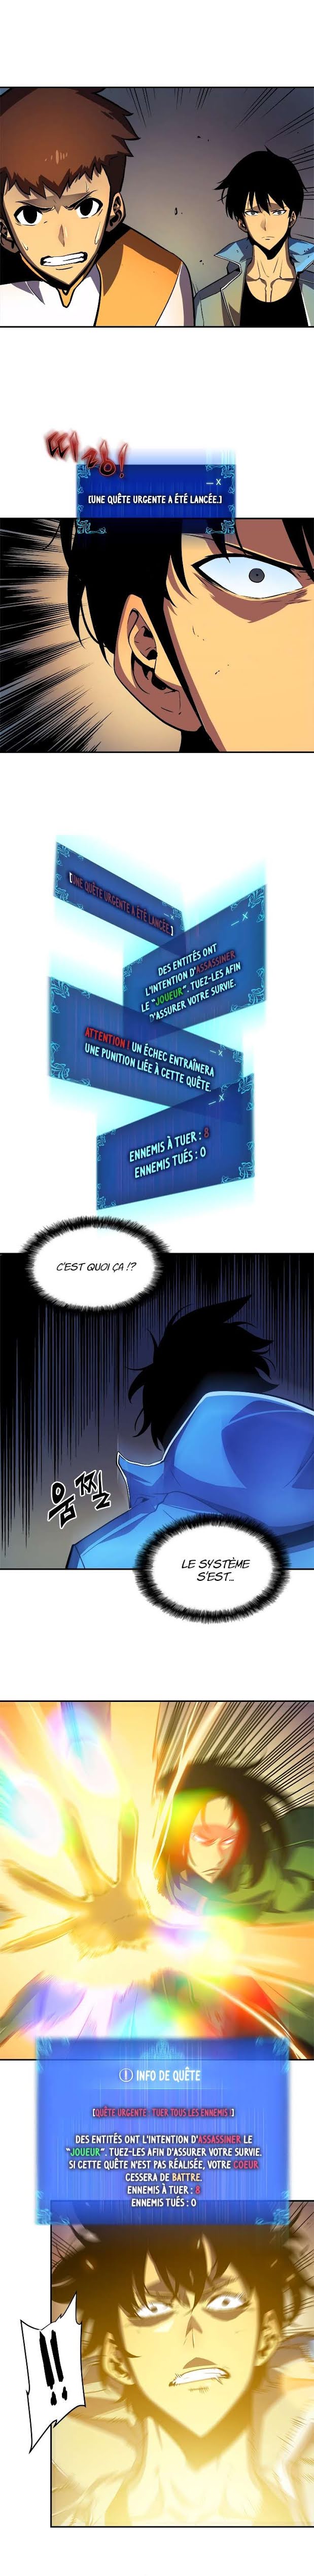 띠링!
— X
[UNE QUÊTE URGENTE A ÉTÉ LANCÉE.]
[UNE QUÊTE URGENTE A ÉTÉ LANCÉE]
— X
DES ENTITÉS ONT
L'INTENTION D'ASSASSINER
LE "JOUEUR". TUEZ-LES AFIN
D'ASSURER VOTRE SURVIE.
ATTENTION ! UN ÉCHEC ENTRAÎNERA
UNE PUNITION LIÉE À CETTE QUÊTE
— X
ENNEMIS À TUER : 8
ENNEMIS TUÉS : 0
C'EST QUOI ÇA !?
움찔
LE SYSTÈME
S'EST...
! INFO DE QUÊTE
[QUÊTE URGENTE : TUER TOUS LES ENNEMIS !]
DES ENTITÉS ONT L'INTENTION D'ASSASSINER LE
"JOUEUR". TUEZ-LES AFIN D'ASSURER VOTRE SURVIE.
SI CETTE QUÊTE N'EST PAS RÉALISÉE, VOTRE COEUR
CESSERA DE BATTRE.
ENNEMIS À TUER : 8
ENNEMIS TUÉS : 0
!!